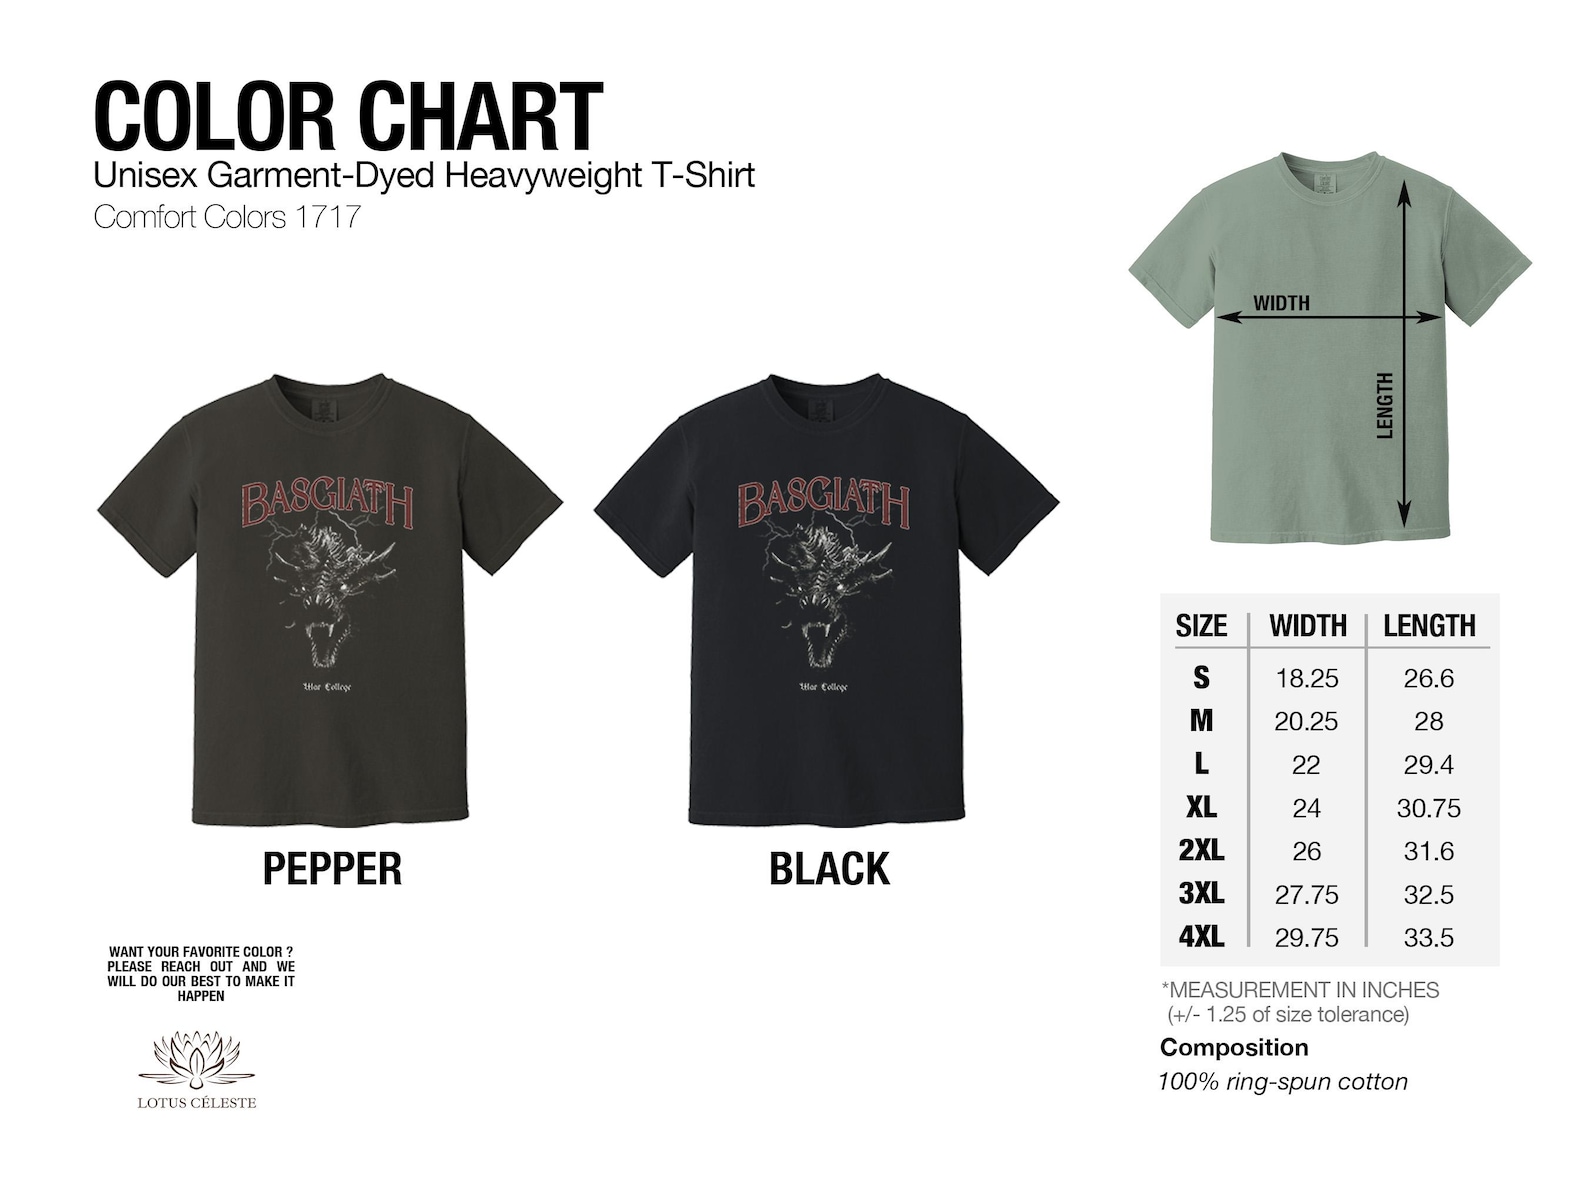 COLOR CHART
Unisex Garment-Dyed Heavyweight T-Shirt
Comfort Colors 1717
WIDTH
LENGTH
BASGIATH
War College
BASGIATH
War College
PEPPER
BLACK
SIZE WIDTH LENGTH
S 18.25 26.6
M 20.25 28
L 22 29.4
XL 24 30.75
2XL 26 31.6
3XL 27.75 32.5
4XL 29.75 33.5
*MEASUREMENT IN INCHES
(+/- 1.25 of size tolerance)
Composition
100% ring-spun cotton
WANT YOUR FAVORITE COLOR ?
PLEASE REACH OUT AND WE
WILL DO OUR BEST TO MAKE IT
HAPPEN
LOTUS CÉLESTE